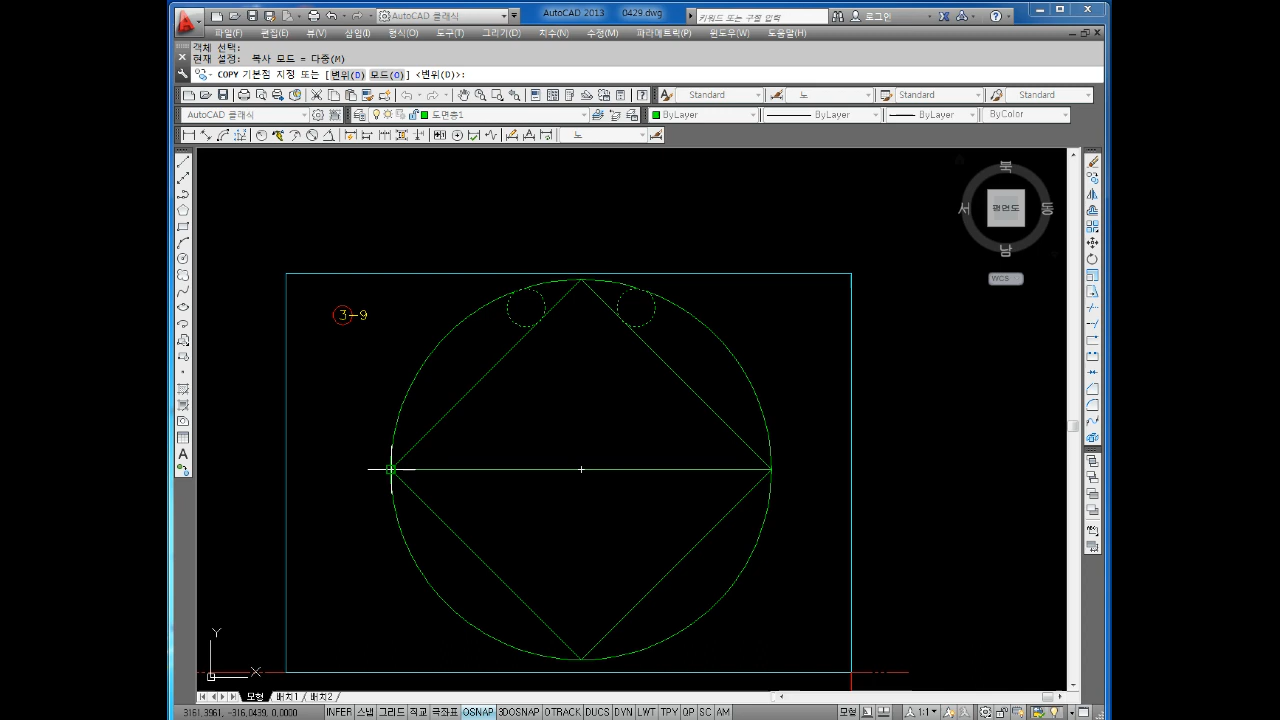 AutoCAD 클래식
AutoCAD 2013 0429.dwg
키워드 또는 구절 입력
로그인
파일(F) 편집(E) 뷰(V) 삽입(I) 형식(O) 도구(T) 그리기(D) 치수(N) 수정(M) 파라메트릭(P) 윈도우(W) 도움말(H)
객체 선택:
현재 설정: 복사 모드 = 다중(M)
COPY 기본점 지정 또는 [변위(D) 모드(O)] <변위(D)>:
Standard
Standard
Standard
AutoCAD 클래식
도면층1
ByLayer
ByLayer
ByLayer
ByColor
북
서 평면도 동
남
WCS
3-9
Y
X
모형 배치1 배치2
3161.3961, -316.0439, 0.0000
INFER 스냅 그리드 직교 극좌표 OSNAP 3DOSNAP OTRACK DUCS DYN LWT TPY QP SC AM
모형
1:1